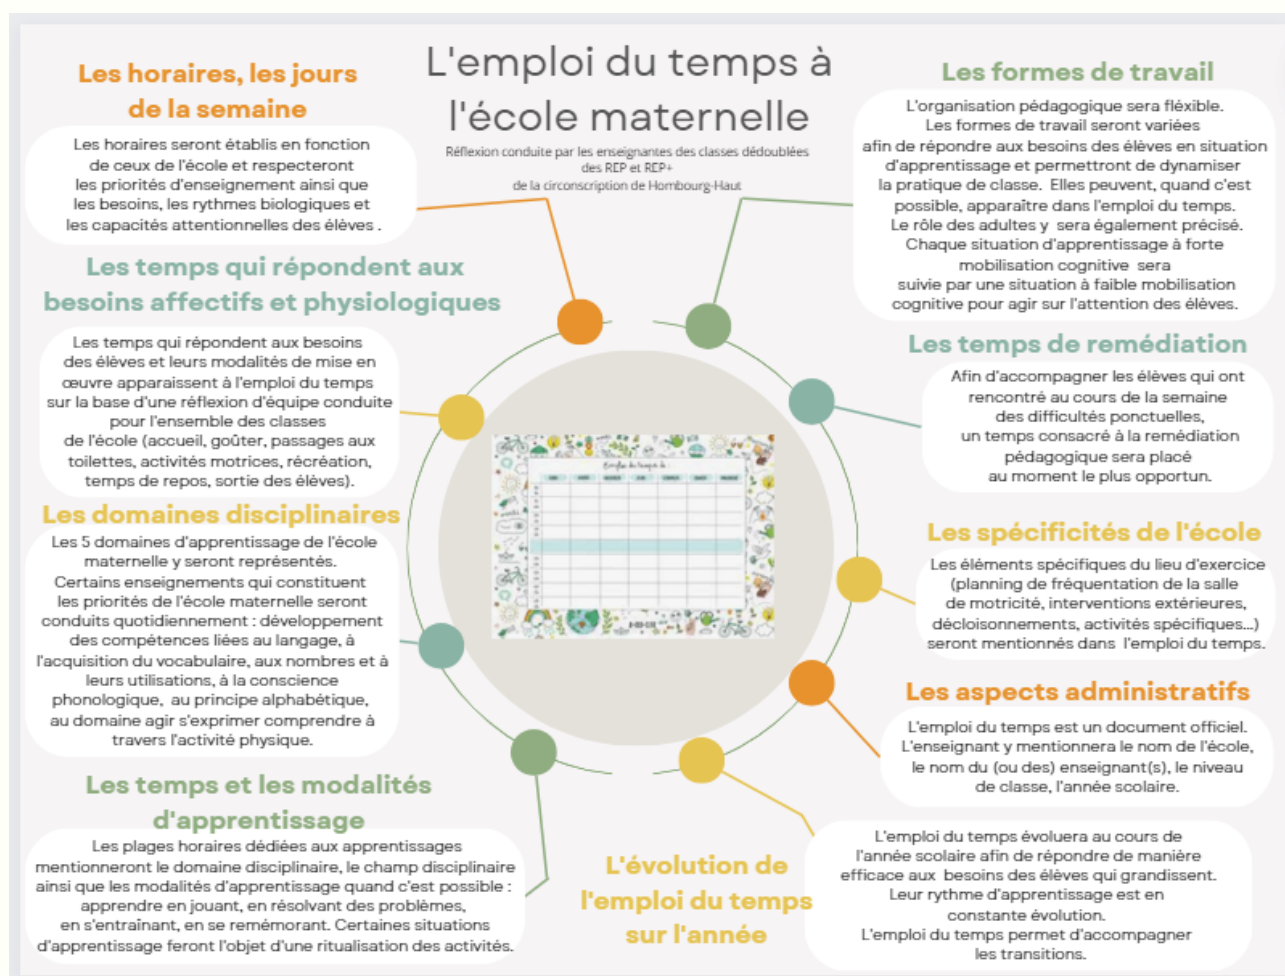 L'emploi du temps à
l'école maternelle
Réflexion conduite par les enseignantes des classes dédoublées
des REP et REP+
de la circonscription de Hombourg-Haut
Les horaires, les jours
de la semaine
Les horaires seront établis en fonction
de ceux de l'école et respecteront
les priorités d'enseignement ainsi que
les besoins, les rythmes biologiques et
les capacités attentionnelles des élèves .
Les temps qui répondent aux
besoins affectifs et physiologiques
Les temps qui répondent aux besoins
des élèves et leurs modalités de mise en
œuvre apparaissent à l'emploi du temps
sur la base d'une réflexion d'équipe conduite
pour l'ensemble des classes
de l'école (accueil, goûter, passages aux
toilettes, activités motrices, récréation,
temps de repos, sortie des élèves).
Les domaines disciplinaires
Les 5 domaines d'apprentissage de l'école
maternelle y seront représentés.
Certains enseignements qui constituent
les priorités de l'école maternelle seront
conduits quotidiennement : développement
des compétences liées au langage, à
l'acquisition du vocabulaire, aux nombres et à
leurs utilisations, à la conscience
phonologique, au principe alphabétique,
au domaine agir s'exprimer comprendre à
travers l'activité physique.
Les temps et les modalités
d'apprentissage
Les plages horaires dédiées aux apprentissages
mentionneront le domaine disciplinaire, le champ disciplinaire
ainsi que les modalités d'apprentissage quand c'est possible :
apprendre en jouant, en résolvant des problèmes,
en s'entraînant, en se remémorant. Certaines situations
d'apprentissage feront l'objet d'une ritualisation des activités.
Emploi du temps de :
Les formes de travail
L'organisation pédagogique sera fléxible.
Les formes de travail seront variées
afin de répondre aux besoins des élèves en situation
d'apprentissage et permettront de dynamiser
la pratique de classe. Elles peuvent, quand c'est
possible, apparaître dans l'emploi du temps.
Le rôle des adultes y sera également précisé.
Chaque situation d'apprentissage à forte
mobilisation cognitive sera
suivie par une situation à faible mobilisation
cognitive pour agir sur l'attention des élèves.
Les temps de remédiation
Afin d'accompagner les élèves qui ont
rencontré au cours de la semaine
des difficultés ponctuelles,
un temps consacré à la remédiation
pédagogique sera placé
au moment le plus opportun.
Les spécificités de l'école
Les éléments spécifiques du lieu d'exercice
(planning de fréquentation de la salle
de motricité, interventions extérieures,
décloisonnements, activités spécifiques...)
seront mentionnés dans l'emploi du temps.
Les aspects administratifs
L'emploi du temps est un document officiel.
L'enseignant y mentionnera le nom de l'école,
le nom du (ou des) enseignant(s), le niveau
de classe, l'année scolaire.
L'évolution de
l'emploi du temps
sur l'année
L'emploi du temps évoluera au cours de
l'année scolaire afin de répondre de manière
efficace aux besoins des élèves qui grandissent.
Leur rythme d'apprentissage est en
constante évolution.
L'emploi du temps permet d'accompagner
les transitions.